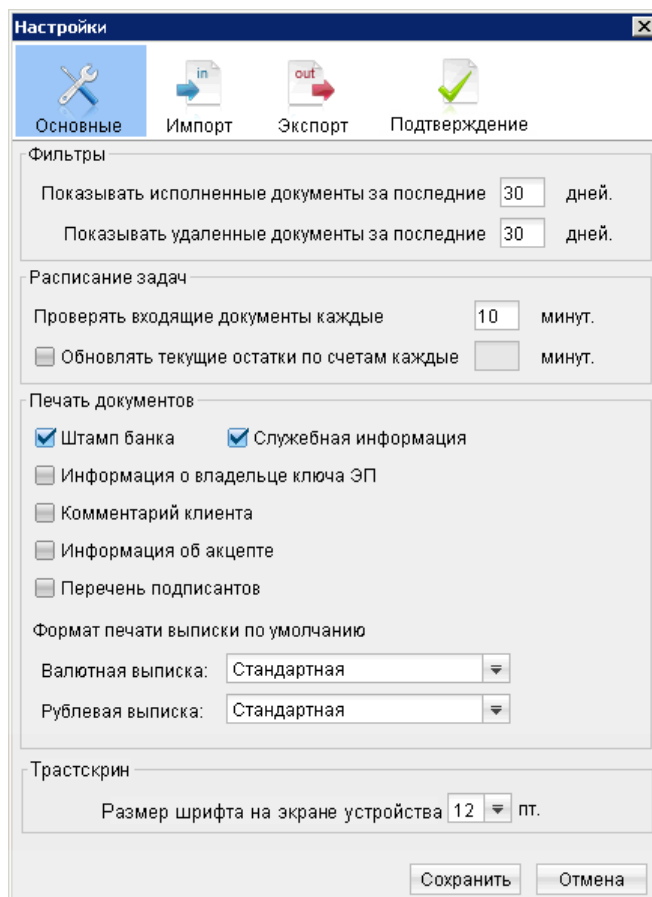 Настройки
in out
Основные Импорт Экспорт Подтверждение
Фильтры
Показывать исполненные документы за последние 30 дней.
Показывать удаленные документы за последние 30 дней.
Расписание задач
Проверять входящие документы каждые 10 минут.
Обновлять текущие остатки по счетам каждые минут.
Печать документов
Штамп банка Служебная информация
Информация о владельце ключа ЭП
Комментарий клиента
Информация об акцепте
Перечень подписантов
Формат печати выписки по умолчанию
Валютная выписка: Стандартная
Рублевая выписка: Стандартная
Трастскрин
Размер шрифта на экране устройства 12 пт.
Сохранить Отмена